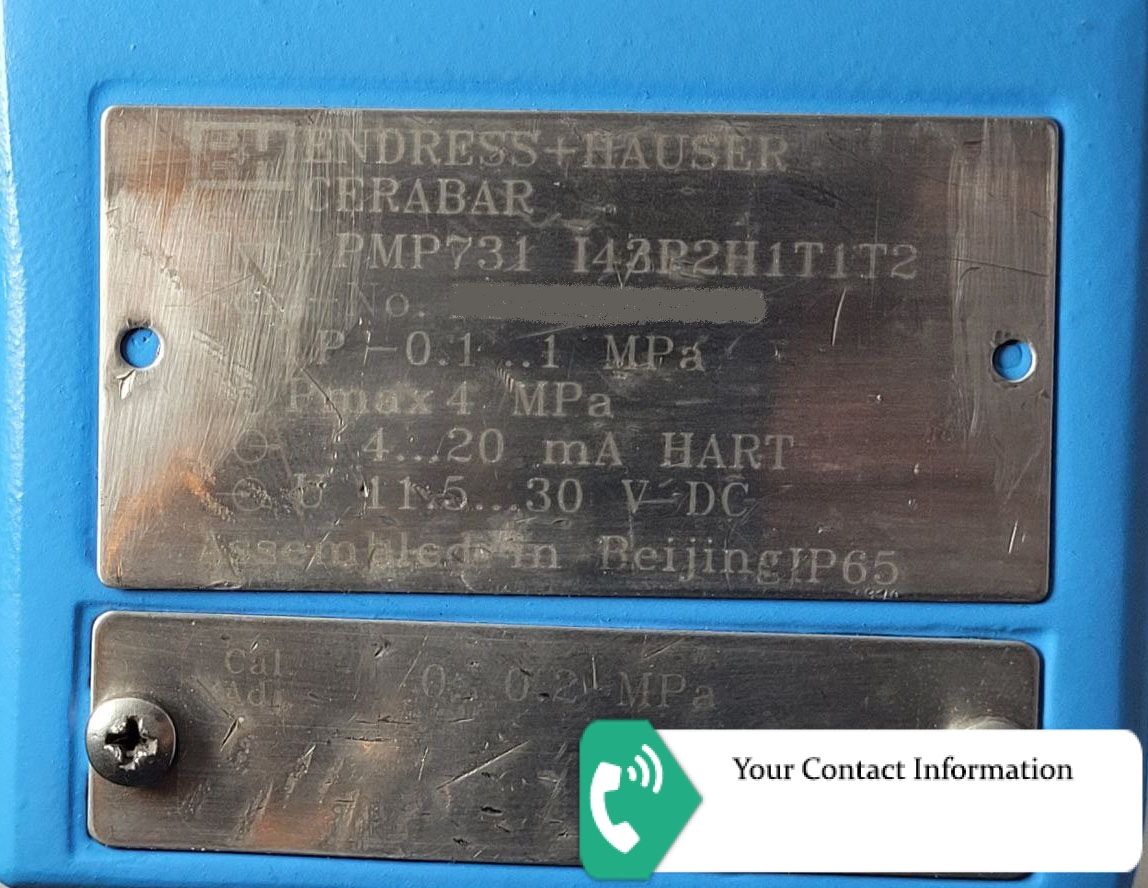 E+H
ENDRESS+HAUSER
CERABAR
PMP731 I43P2H1T1T2
No.
P -0.1...1 MPa
Pmax 4 MPa
4...20 mA HART
U 11.5...30 V DC
Assembled in Beijing IP65
Cal.
Adj. 0... 0.2 MPa
Your Contact Information